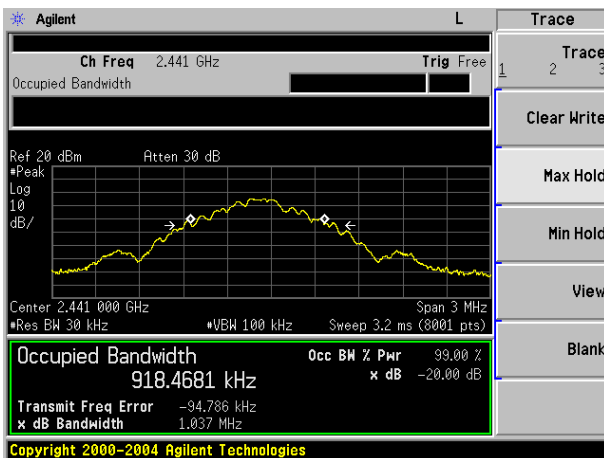 Agilent L Trace
Ch Freq 2.441 GHz Trig Free
Occupied Bandwidth
Trace
1 2 3
Clear Write
Max Hold
Min Hold
View
Blank
Ref 20 dBm Atten 30 dB
#Peak
Log
10
dB/
Center 2.441 000 GHz Span 3 MHz
#Res BW 30 kHz #VBW 100 kHz Sweep 3.2 ms (8001 pts)
Occupied Bandwidth Occ BW % Pwr 99.00 %
918.4681 kHz x dB -20.00 dB
Transmit Freq Error -94.786 kHz
x dB Bandwidth 1.037 MHz
Copyright 2000-2004 Agilent Technologies